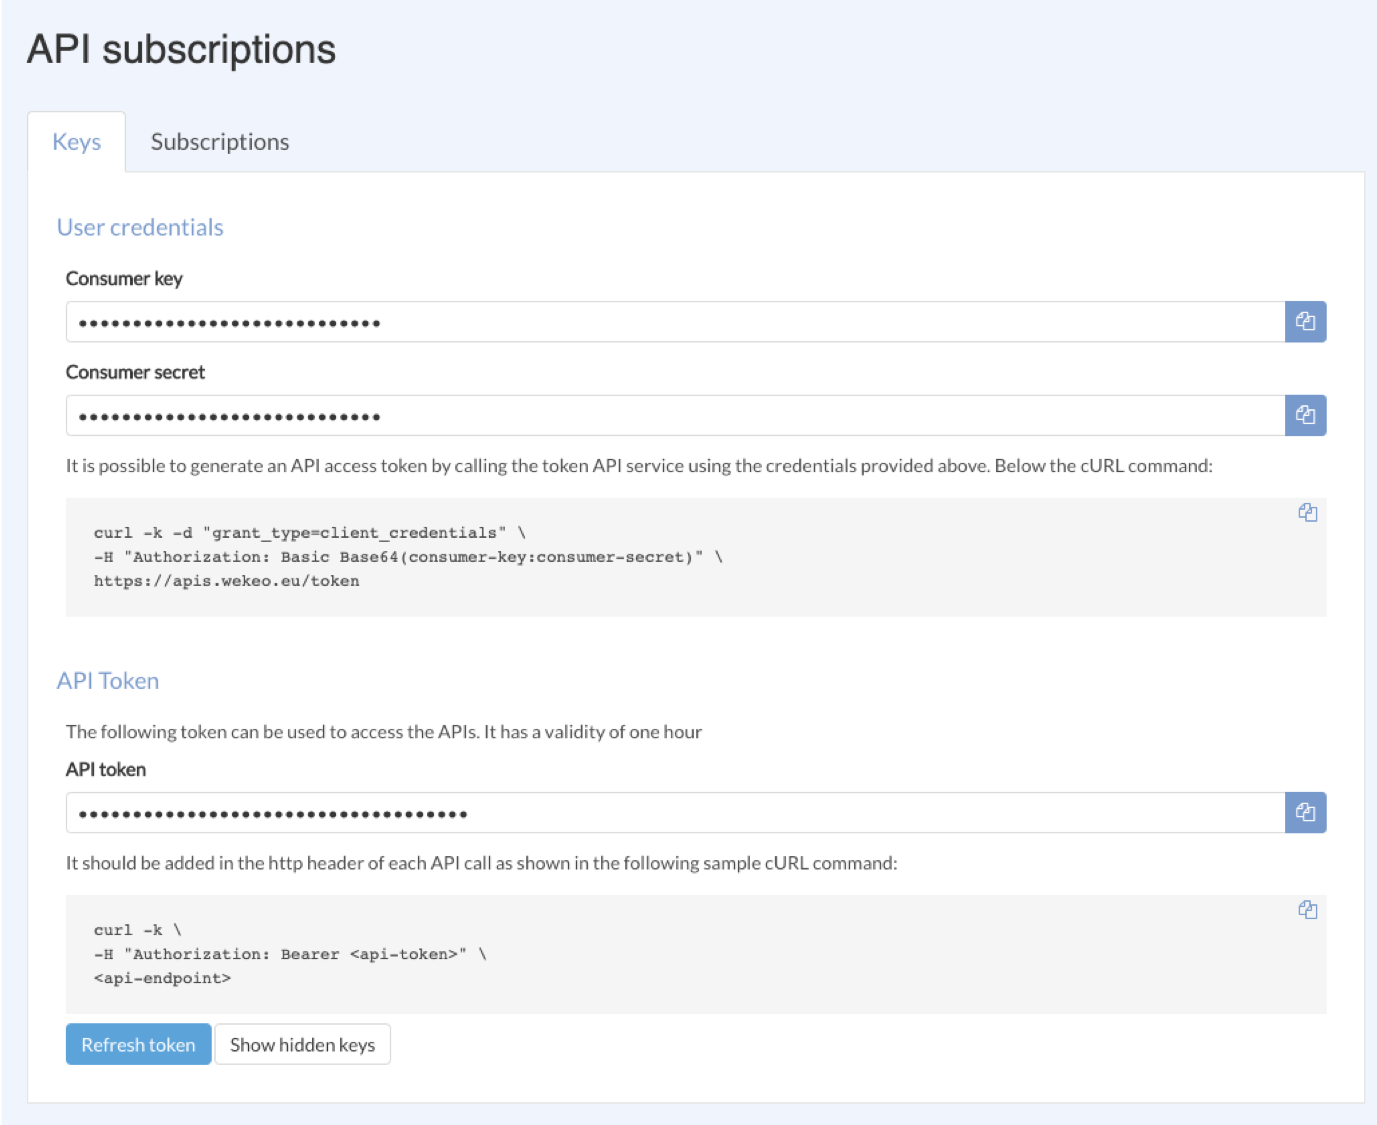 API subscriptions
Keys
Subscriptions
User credentials
Consumer key
••••••••••••••••••••••••••••
Consumer secret
••••••••••••••••••••••••••••
It is possible to generate an API access token by calling the token API service using the credentials provided above. Below the cURL command:
curl -k -d "grant_type=client_credentials" \
-H "Authorization: Basic Base64(consumer-key:consumer-secret)" \
https://apis.wekeo.eu/token
API Token
The following token can be used to access the APIs. It has a validity of one hour
API token
••••••••••••••••••••••••••••••••••••
It should be added in the http header of each API call as shown in the following sample cURL command:
curl -k \
-H "Authorization: Bearer <api-token>" \
<api-endpoint>
Refresh token
Show hidden keys